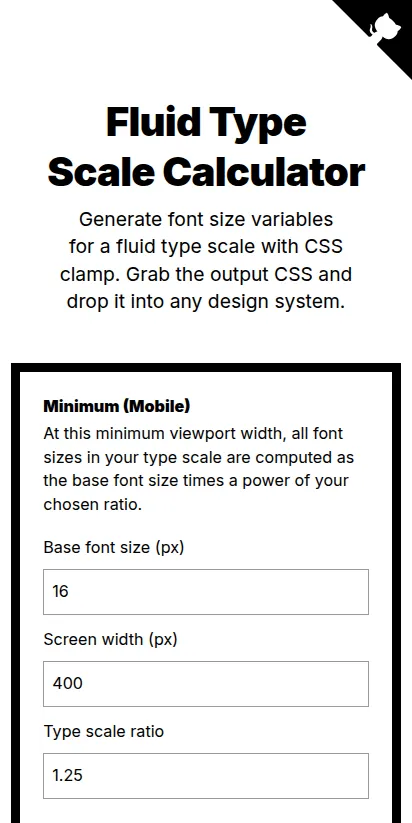 Fluid Type
Scale Calculator
Generate font size variables
for a fluid type scale with CSS
clamp. Grab the output CSS and
drop it into any design system.
Minimum (Mobile)
At this minimum viewport width, all font
sizes in your type scale are computed as
the base font size times a power of your
chosen ratio.
Base font size (px)
16
Screen width (px)
400
Type scale ratio
1.25